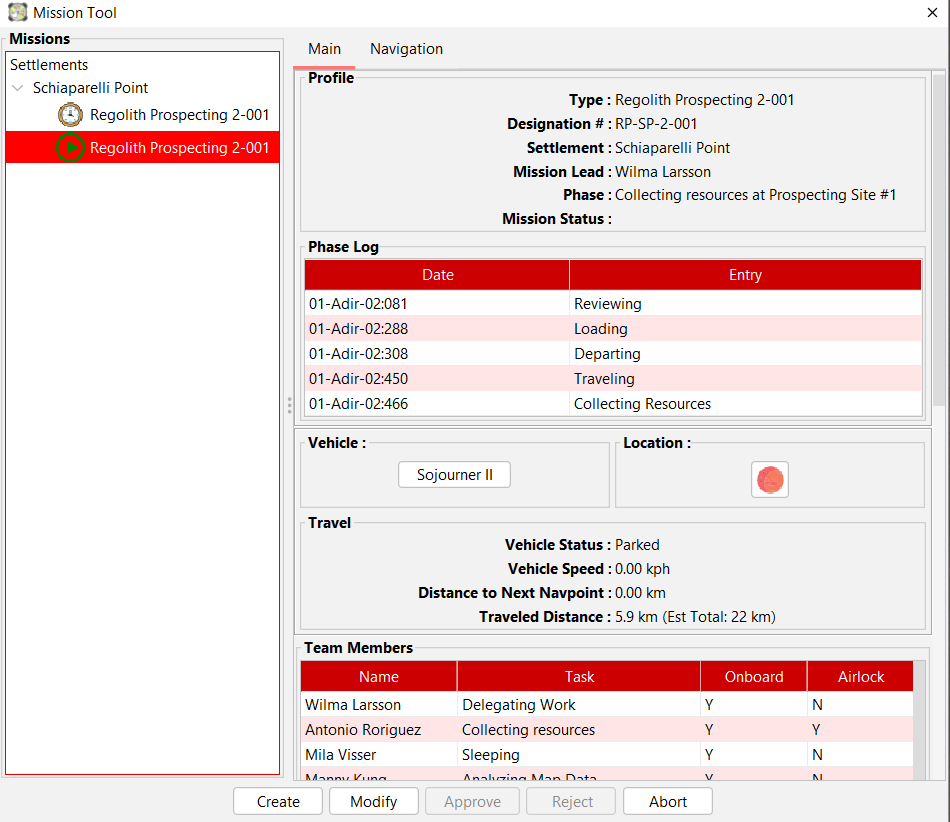 Mission Tool
Missions
Settlements
Schiaparelli Point
Regolith Prospecting 2-001
Regolith Prospecting 2-001
Main Navigation
Profile
Type : Regolith Prospecting 2-001
Designation # : RP-SP-2-001
Settlement : Schiaparelli Point
Mission Lead : Wilma Larsson
Phase : Collecting resources at Prospecting Site #1
Mission Status :
Phase Log
Date Entry
01-Adir-02:081 Reviewing
01-Adir-02:288 Loading
01-Adir-02:308 Departing
01-Adir-02:450 Traveling
01-Adir-02:466 Collecting Resources
Vehicle : Location :
Sojourner II
Travel
Vehicle Status : Parked
Vehicle Speed : 0.00 kph
Distance to Next Navpoint : 0.00 km
Traveled Distance : 5.9 km (Est Total: 22 km)
Team Members
Name Task Onboard Airlock
Wilma Larsson Delegating Work Y N
Antonio Roriguez Collecting resources Y Y
Mila Visser Sleeping Y N
Manny Kung Analyzing Map Data Y N
Create Modify Approve Reject Abort